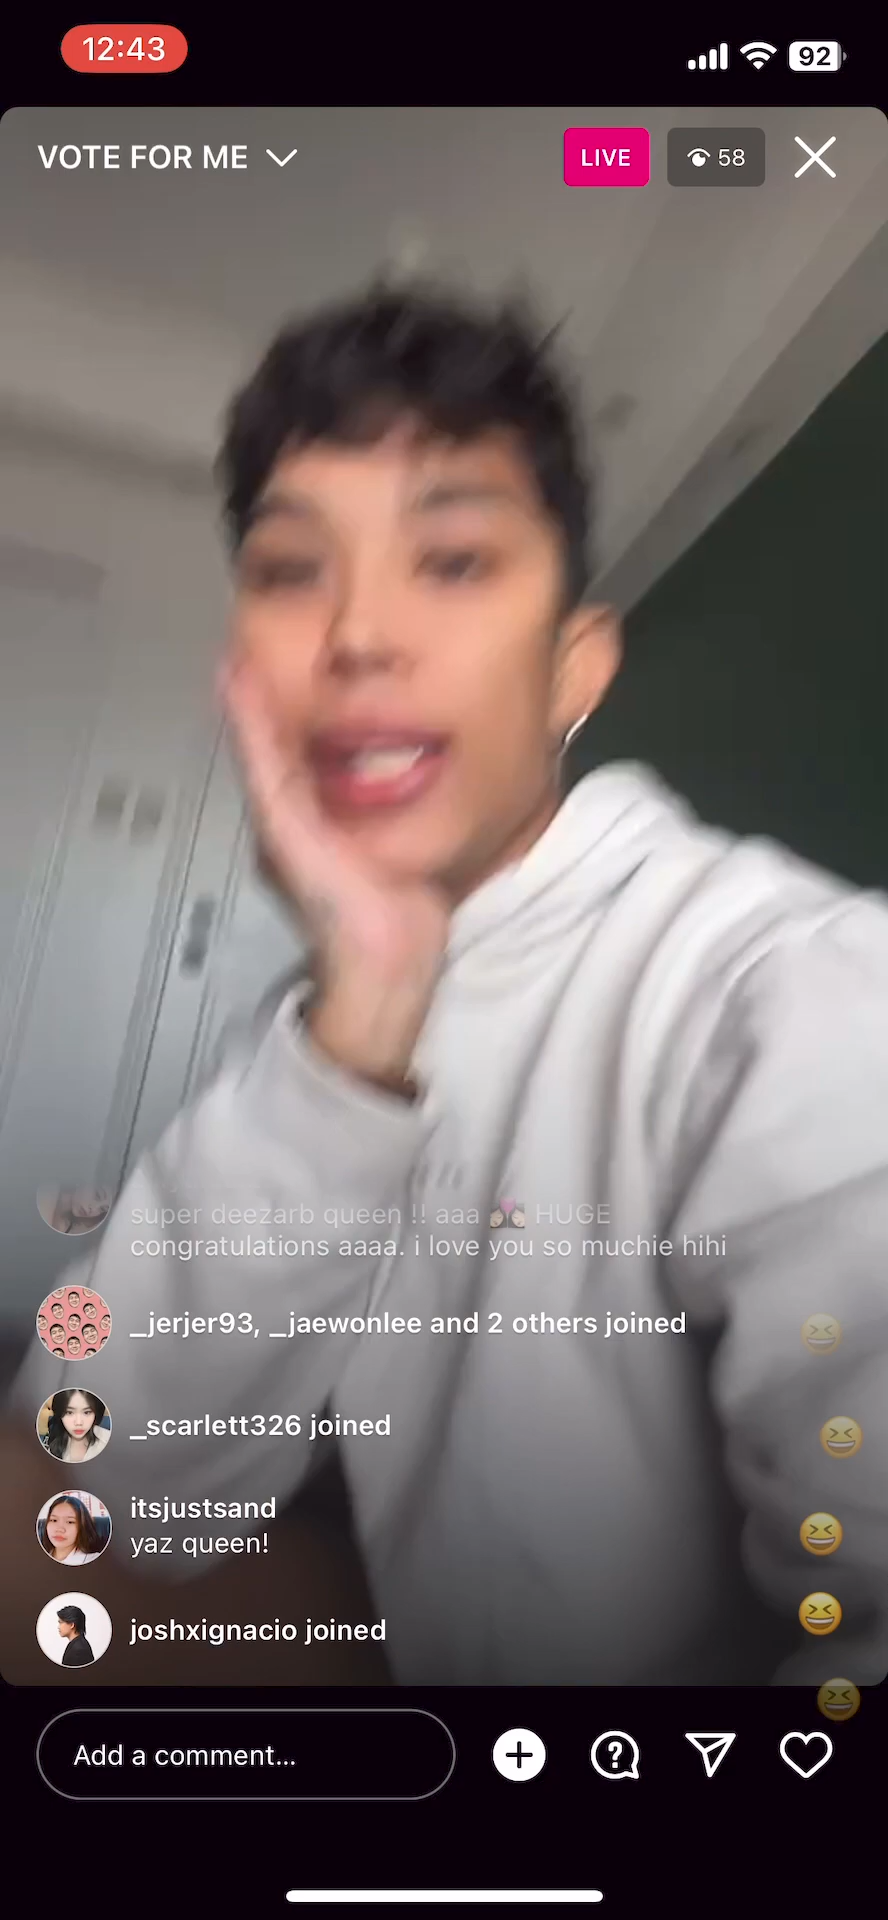 12:43
92
VOTE FOR ME
LIVE
58
super deezarb queen !! aaa 👩‍❤️‍💋‍👩 HUGE
congratulations aaaa. i love you so muchie hihi
_jerjer93, _jaewonlee and 2 others joined
_scarlett326 joined
itsjustsand
yaz queen!
joshxignacio joined
Add a comment...